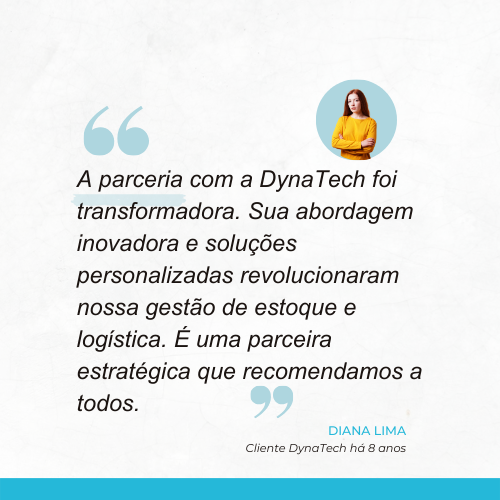 A parceria com a DynaTech foi
transformadora. Sua abordagem
inovadora e soluções
personalizadas revolucionaram
nossa gestão de estoque e
logística. É uma parceira
estratégica que recomendamos a
todos.
DIANA LIMA
Cliente DynaTech há 8 anos